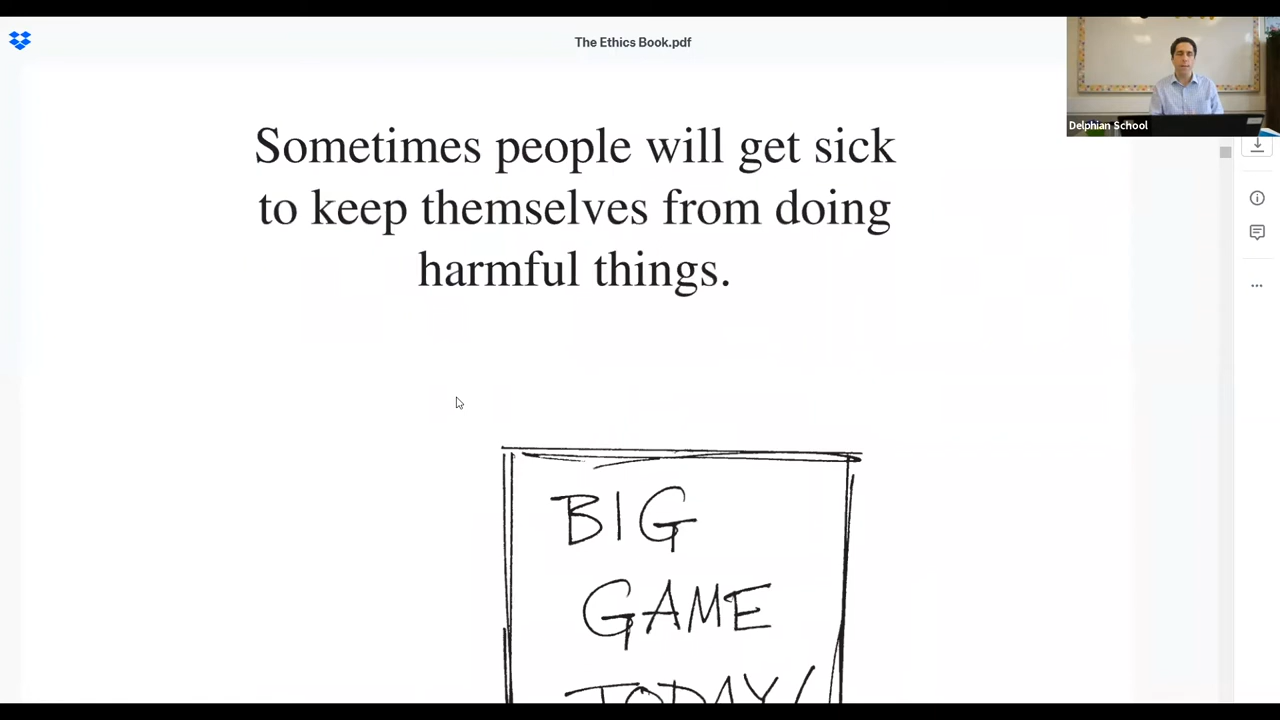 The Ethics Book.pdf
Delphian School
Sometimes people will get sick
to keep themselves from doing
harmful things.
BIG
GAME
TODAY!